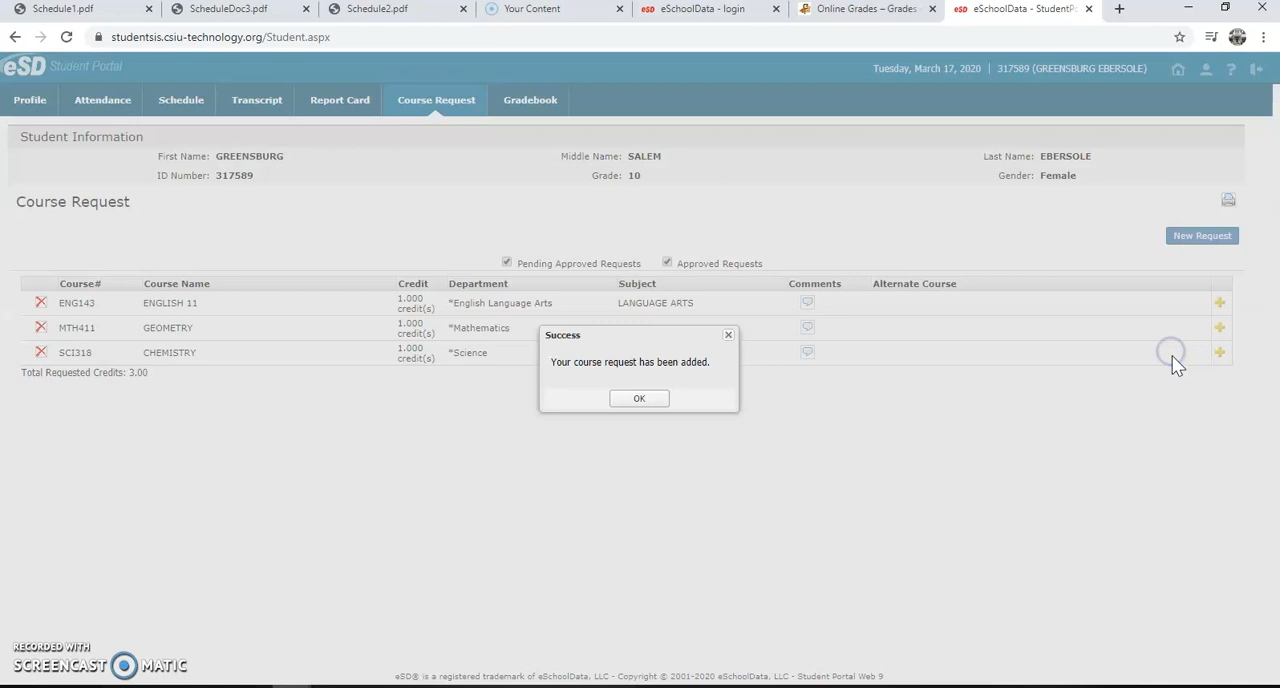 Schedule1.pdf ScheduleDoc3.pdf Schedule2.pdf Your Content eSD eSchoolData - login Online Grades – Grades eSD eSchoolData - StudentPo
studentsis.csiu-technology.org/Student.aspx
eSD Student Portal Tuesday, March 17, 2020 317589 (GREENSBURG EBERSOLE)
Profile Attendance Schedule Transcript Report Card Course Request Gradebook
Student Information
First Name: GREENSBURG Middle Name: SALEM Last Name: EBERSOLE
ID Number: 317589 Grade: 10 Gender: Female
Course Request
New Request
Pending Approved Requests Approved Requests
Course# Course Name Credit Department Subject Comments Alternate Course
ENG143 ENGLISH 11 1.000 credit(s) *English Language Arts LANGUAGE ARTS
MTH411 GEOMETRY 1.000 credit(s) *Mathematics
SCI318 CHEMISTRY 1.000 credit(s) *Science
Total Requested Credits: 3.00
Success
Your course request has been added.
OK
RECORDED WITH
SCREENCAST MATIC
eSD® is a registered trademark of eSchoolData, LLC - Copyright © 2001-2020 eSchoolData, LLC - Student Portal Web 9